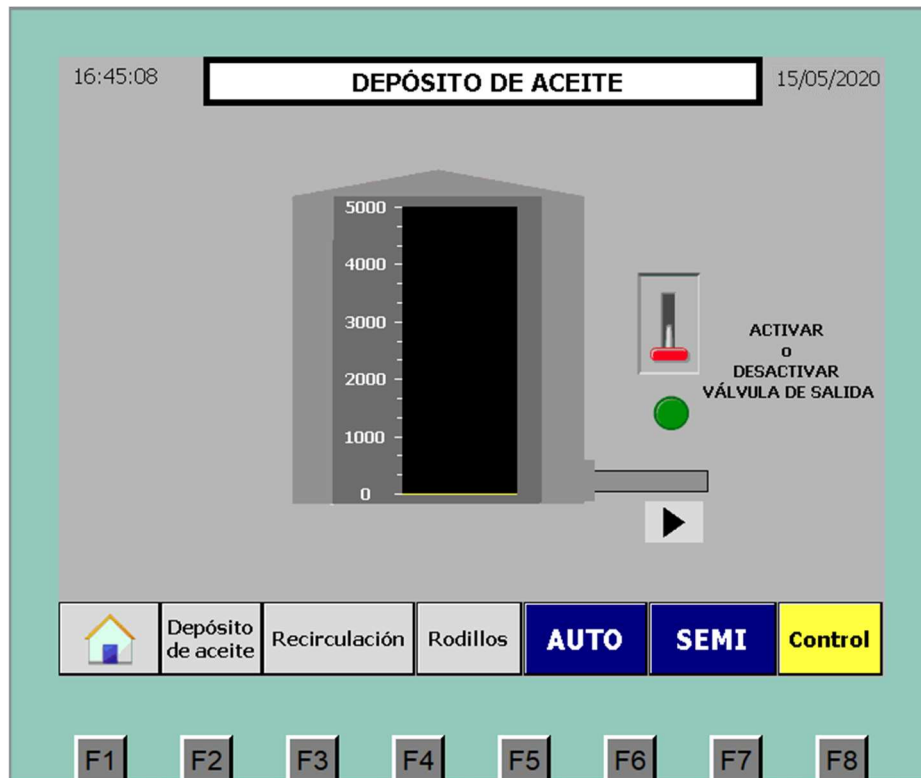 16:45:08
DEPÓSITO DE ACEITE
15/05/2020
5000
4000
3000
2000
1000
0
ACTIVAR
o
DESACTIVAR
VÁLVULA DE SALIDA
Depósito
de aceite
Recirculación
Rodillos
AUTO
SEMI
Control
F1
F2
F3
F4
F5
F6
F7
F8